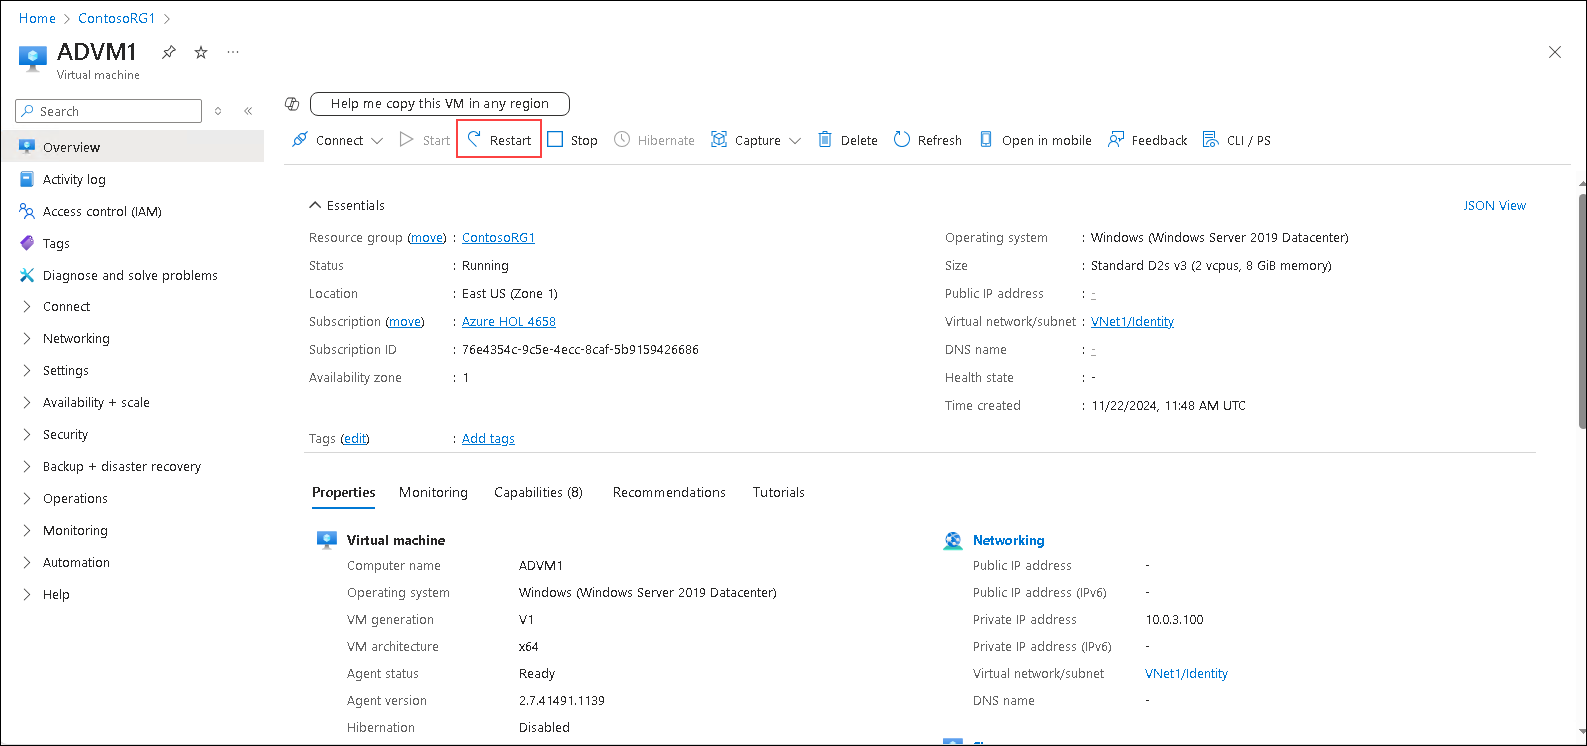 Home > ContosoRG1 >
ADVM1
Virtual machine
Search
Overview
Activity log
Access control (IAM)
Tags
Diagnose and solve problems
Connect
Networking
Settings
Availability + scale
Security
Backup + disaster recovery
Operations
Monitoring
Automation
Help
Help me copy this VM in any region
Connect Start Restart Stop Hibernate Capture Delete Refresh Open in mobile Feedback CLI / PS
Essentials
JSON View
Resource group (move) : ContosoRG1
Status : Running
Location : East US (Zone 1)
Subscription (move) : Azure HOL 4658
Subscription ID : 76e4354c-9c5e-4ecc-8caf-5b9159426686
Availability zone : 1
Operating system : Windows (Windows Server 2019 Datacenter)
Size : Standard D2s v3 (2 vcpus, 8 GiB memory)
Public IP address : -
Virtual network/subnet : VNet1/Identity
DNS name : -
Health state : -
Time created : 11/22/2024, 11:48 AM UTC
Tags (edit) : Add tags
Properties Monitoring Capabilities (8) Recommendations Tutorials
Virtual machine
Computer name ADVM1
Operating system Windows (Windows Server 2019 Datacenter)
VM generation V1
VM architecture x64
Agent status Ready
Agent version 2.7.41491.1139
Hibernation Disabled
Networking
Public IP address -
Public IP address (IPv6) -
Private IP address 10.0.3.100
Private IP address (IPv6) -
Virtual network/subnet VNet1/Identity
DNS name -